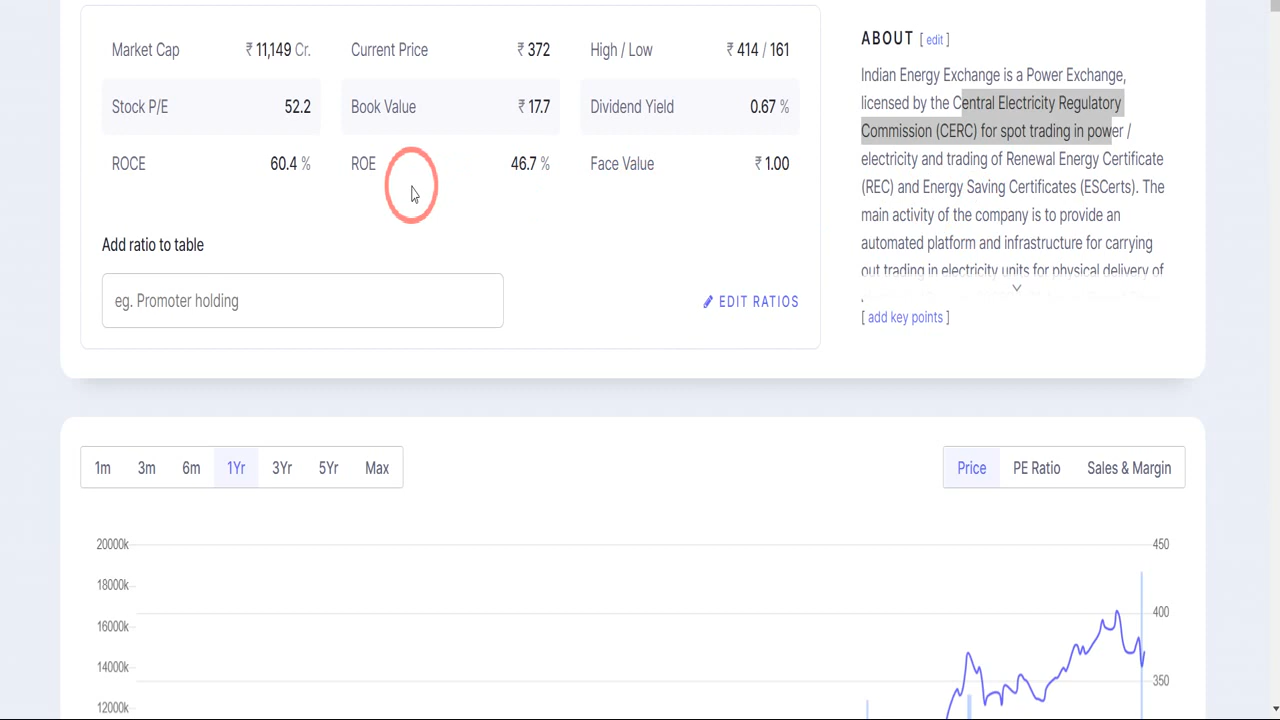 Market Cap ₹ 11,149 Cr. Current Price ₹ 372 High / Low ₹ 414 / 161
Stock P/E 52.2 Book Value ₹ 17.7 Dividend Yield 0.67 %
ROCE 60.4 % ROE 46.7 % Face Value ₹ 1.00
Add ratio to table
eg. Promoter holding
EDIT RATIOS
ABOUT [ edit ]
Indian Energy Exchange is a Power Exchange,
licensed by the Central Electricity Regulatory
Commission (CERC) for spot trading in power /
electricity and trading of Renewal Energy Certificate
(REC) and Energy Saving Certificates (ESCerts). The
main activity of the company is to provide an
automated platform and infrastructure for carrying
out trading in electricity units for physical delivery of
[ add key points ]
1m 3m 6m 1Yr 3Yr 5Yr Max
Price PE Ratio Sales & Margin
20000k 450
18000k
16000k 400
14000k 350
12000k